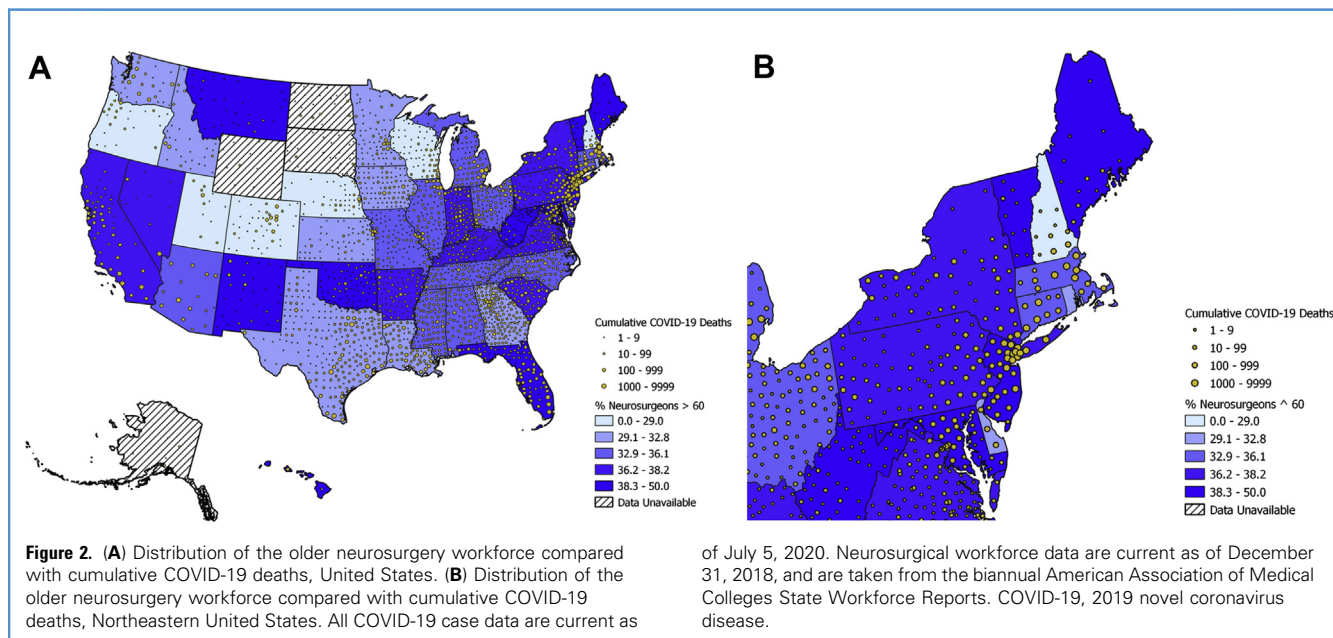 A
B
Cumulative COVID-19 Deaths
1 - 9
10 - 99
100 - 999
1000 - 9999
% Neurosurgeons > 60
0.0 - 29.0
29.1 - 32.8
32.9 - 36.1
36.2 - 38.2
38.3 - 50.0
Data Unavailable
Cumulative COVID-19 Deaths
1 - 9
10 - 99
100 - 999
1000 - 9999
% Neurosurgeons ^ 60
0.0 - 29.0
29.1 - 32.8
32.9 - 36.1
36.2 - 38.2
38.3 - 50.0
Data Unavailable
Figure 2. (A) Distribution of the older neurosurgery workforce compared
with cumulative COVID-19 deaths, United States. (B) Distribution of the
older neurosurgery workforce compared with cumulative COVID-19
deaths, Northeastern United States. All COVID-19 case data are current as
of July 5, 2020. Neurosurgical workforce data are current as of December
31, 2018, and are taken from the biannual American Association of Medical
Colleges State Workforce Reports. COVID-19, 2019 novel coronavirus
disease.